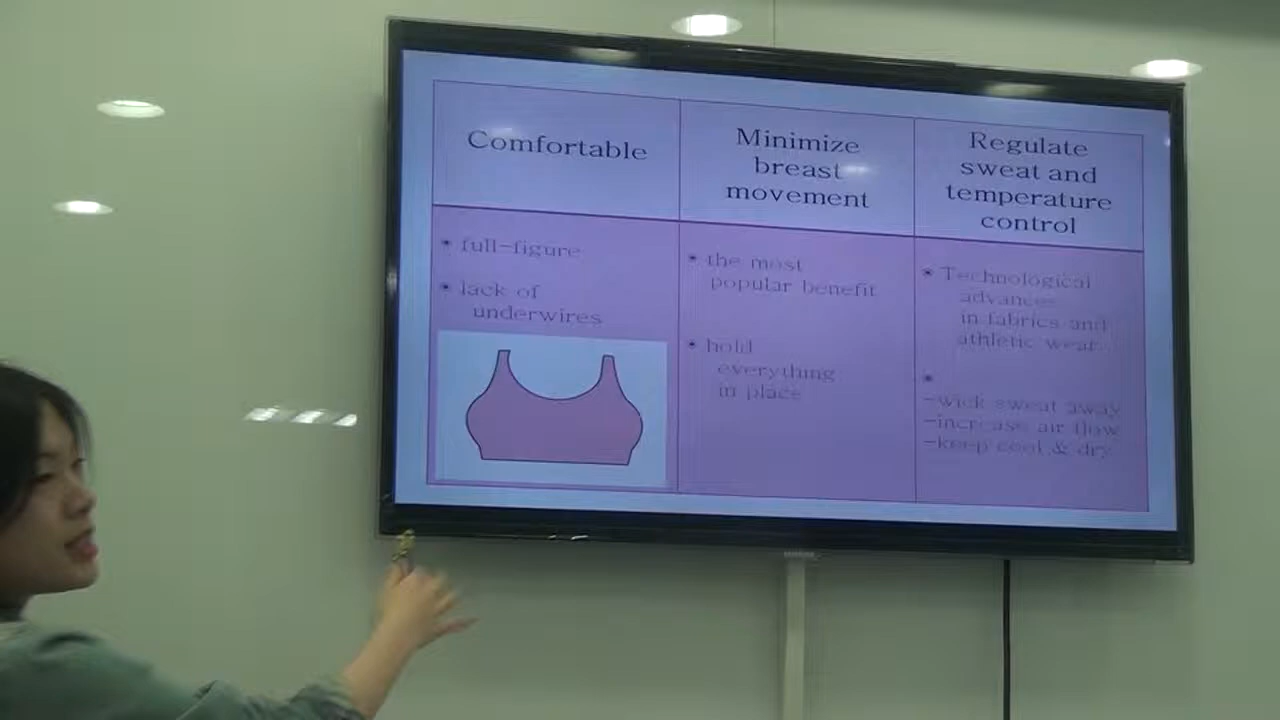 Comfortable
• full-figure
• lack of
underwires
Minimize
breast
movement
• the most
popular benefit
• hold
everything
in place
Regulate
sweat and
temperature
control
• Technological
advances
in fabrics and
athletic wear...
•
-wick sweat away
-increase air flow
-keep cool & dry